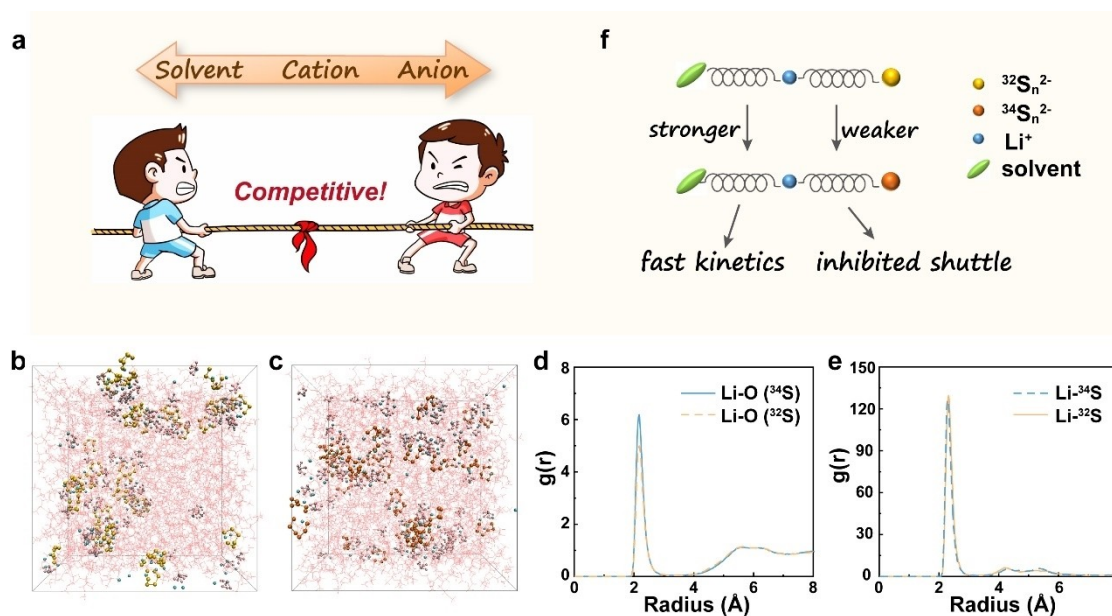 a
Solvent Cation Anion
Competitive!
f
stronger
weaker
fast kinetics
inhibited shuttle
³²Sₙ²⁻
³⁴Sₙ²⁻
Li⁺
solvent
b
c
d
8
6
4
2
0
g(r)
Li-O (³⁴S)
Li-O (³²S)
0 2 4 6 8
Radius (Å)
e
150
120
90
60
30
0
g(r)
Li-³⁴S
Li-³²S
0 2 4 6
Radius (Å)